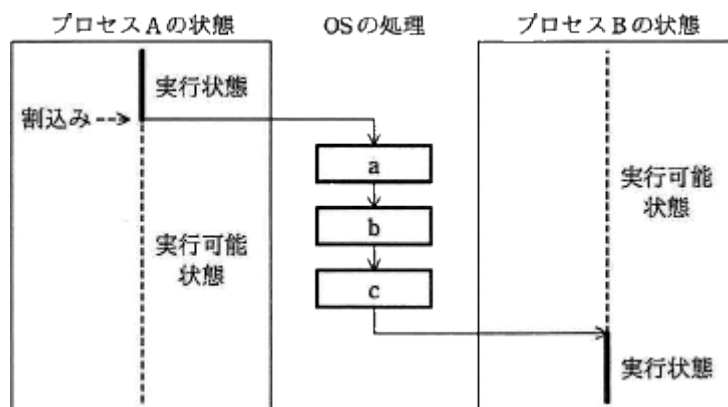 プロセスAの状態
OSの処理
プロセスBの状態
実行状態
割込み
a
b
c
実行可能
状態
実行可能
状態
実行状態